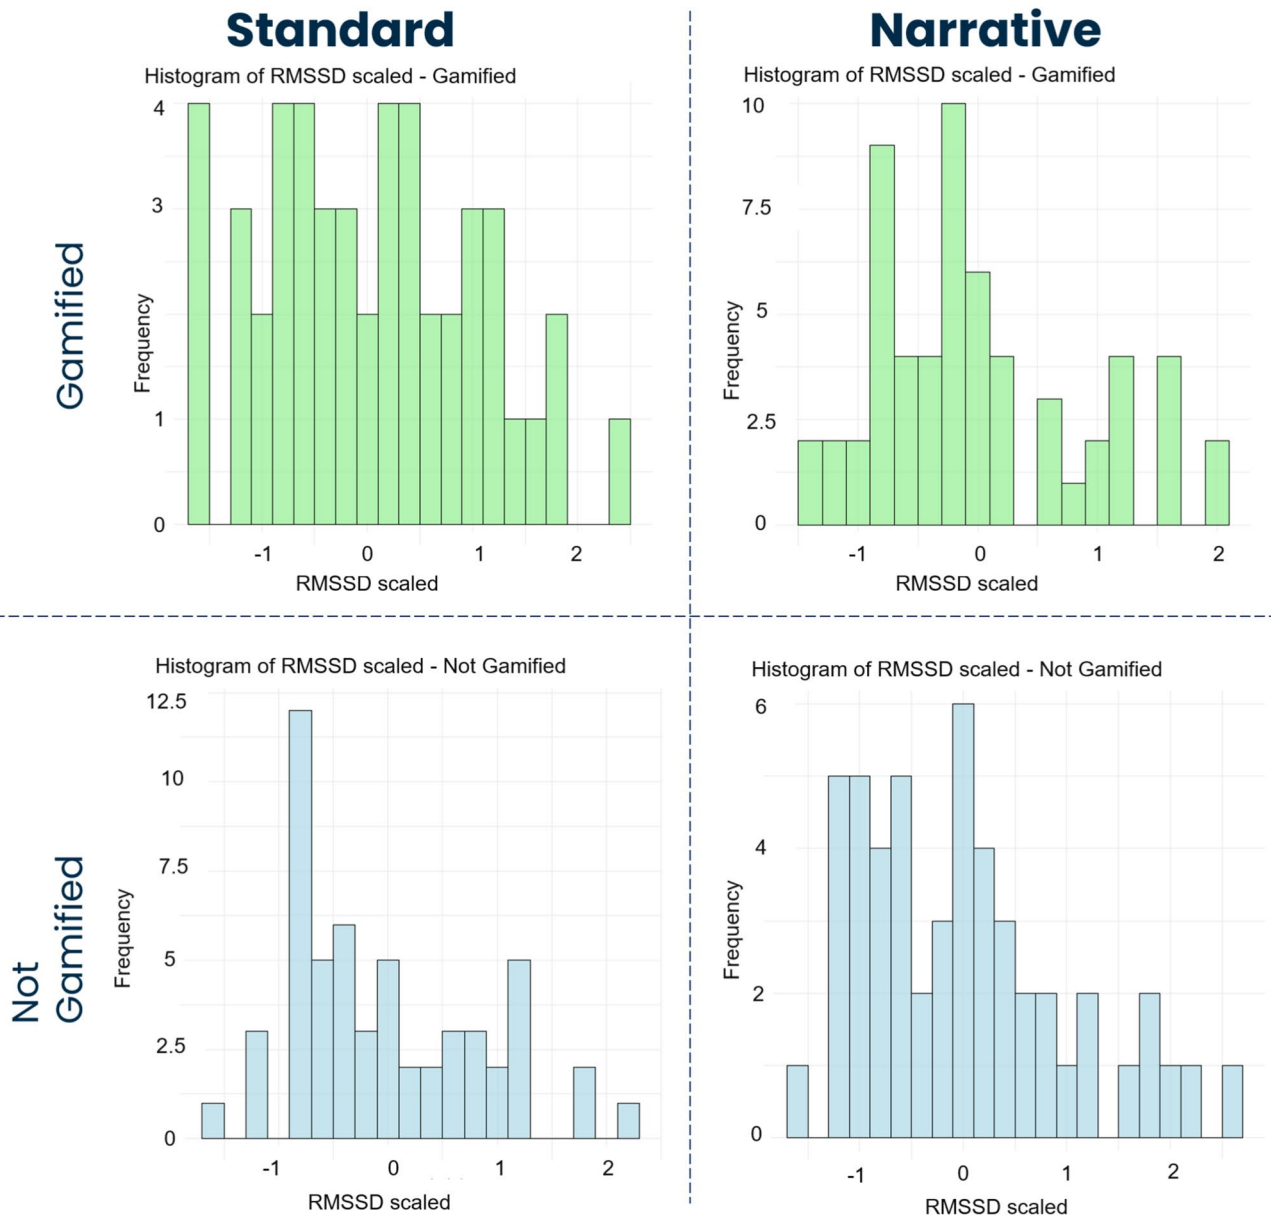 Standard
Narrative
Gamified
Histogram of RMSSD scaled - Gamified
4
3
1
0
Frequency
-1 0 1 2
RMSSD scaled
Histogram of RMSSD scaled - Gamified
10
7.5
5
2.5
0
Frequency
-1 0 1 2
RMSSD scaled
Not
Gamified
Histogram of RMSSD scaled - Not Gamified
12.5
10
7.5
5
2.5
0
Frequency
-1 0 1 2
RMSSD scaled
Histogram of RMSSD scaled - Not Gamified
6
4
2
0
Frequency
-1 0 1 2
RMSSD scaled